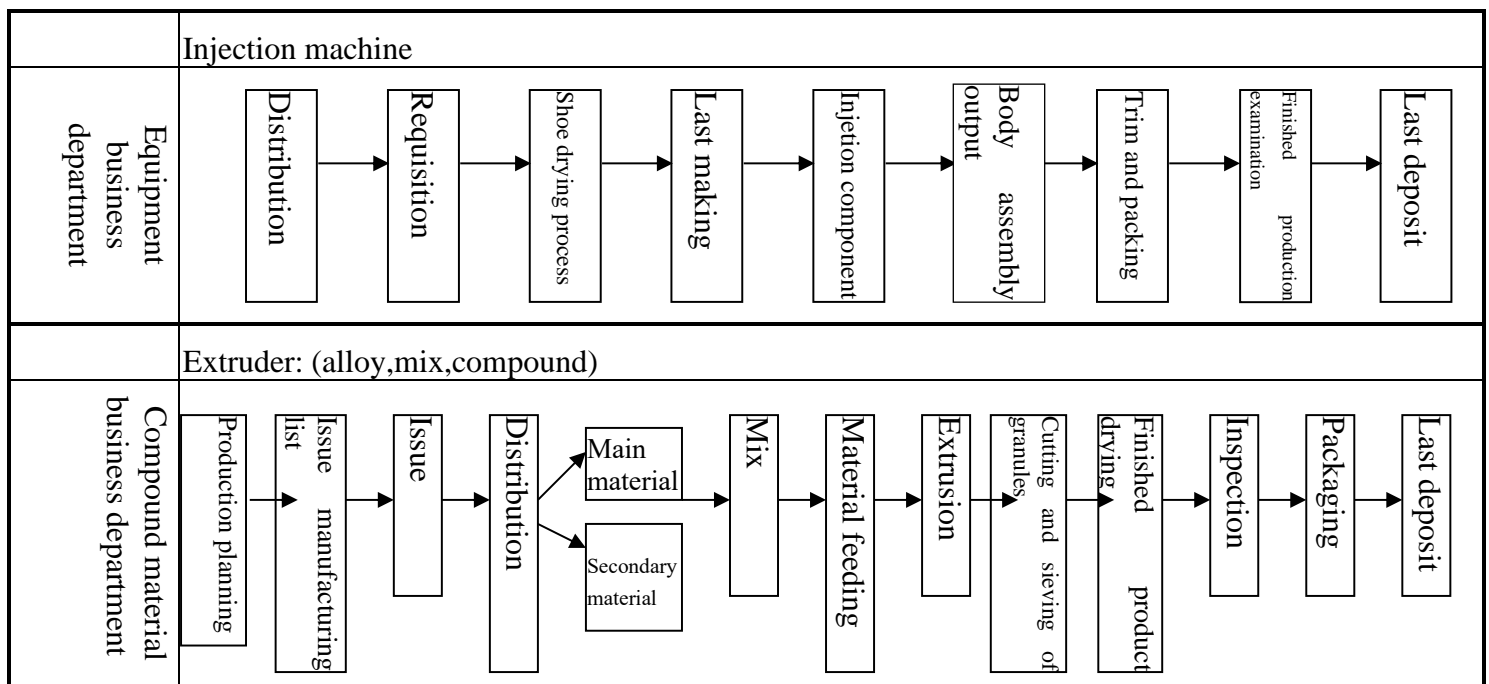 Injection machine
Equipment
business
department
Distribution
Requisition
Shoe drying process
Last making
Injetion component
Body assembly
output
Trim and packing
Finished production
examination
Last deposit
Extruder: (alloy,mix,compound)
Compound material
business department
Production planning
Issue manufacturing
list
Issue
Distribution
Main
material
Secondary
material
Mix
Material feeding
Extrusion
Cutting and sieving of
granules
Finished product
drying
Inspection
Packaging
Last deposit